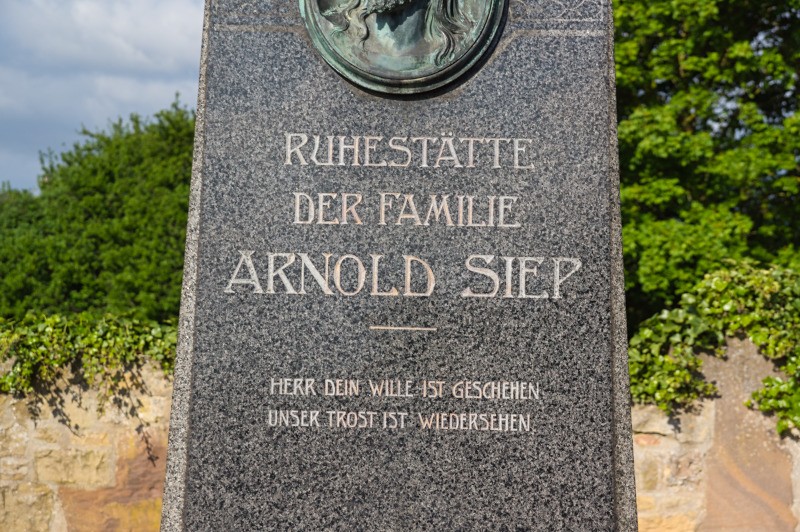 RUHESTÄTTE
DER FAMILIE
ARNOLD SIEP
HERR DEIN WILLE IST GESCHEHEN
UNSER TROST IST WIEDERSEHEN.